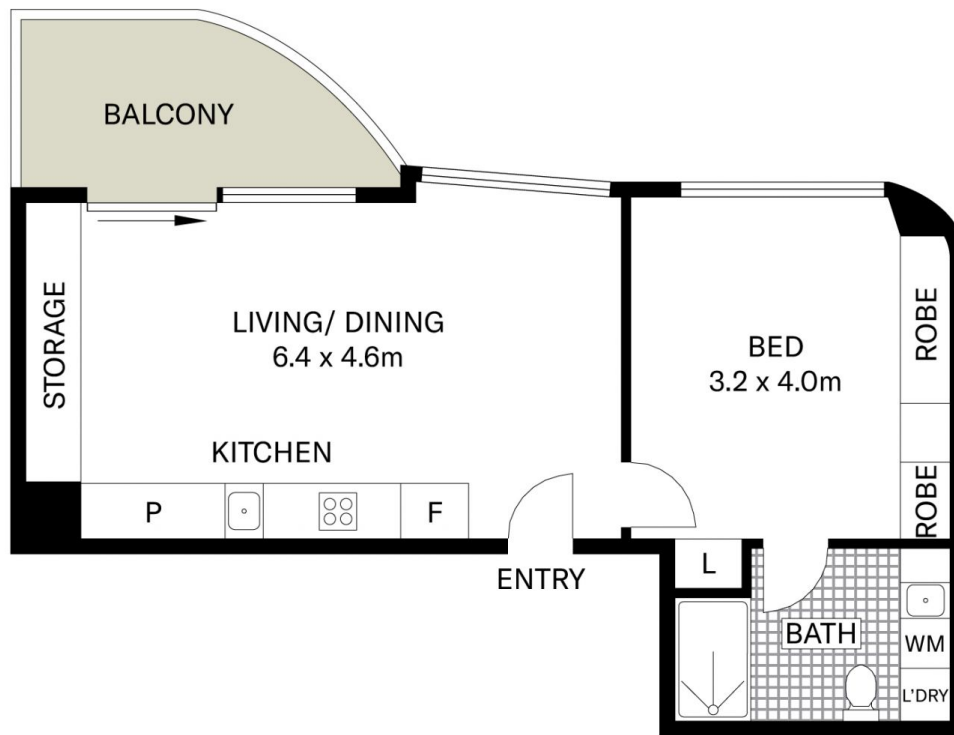 BALCONY
STORAGE
LIVING/ DINING
6.4 x 4.6m
BED
3.2 x 4.0m
ROBE
KITCHEN
P
F
ROBE
ENTRY
L
BATH
WM
L'DRY